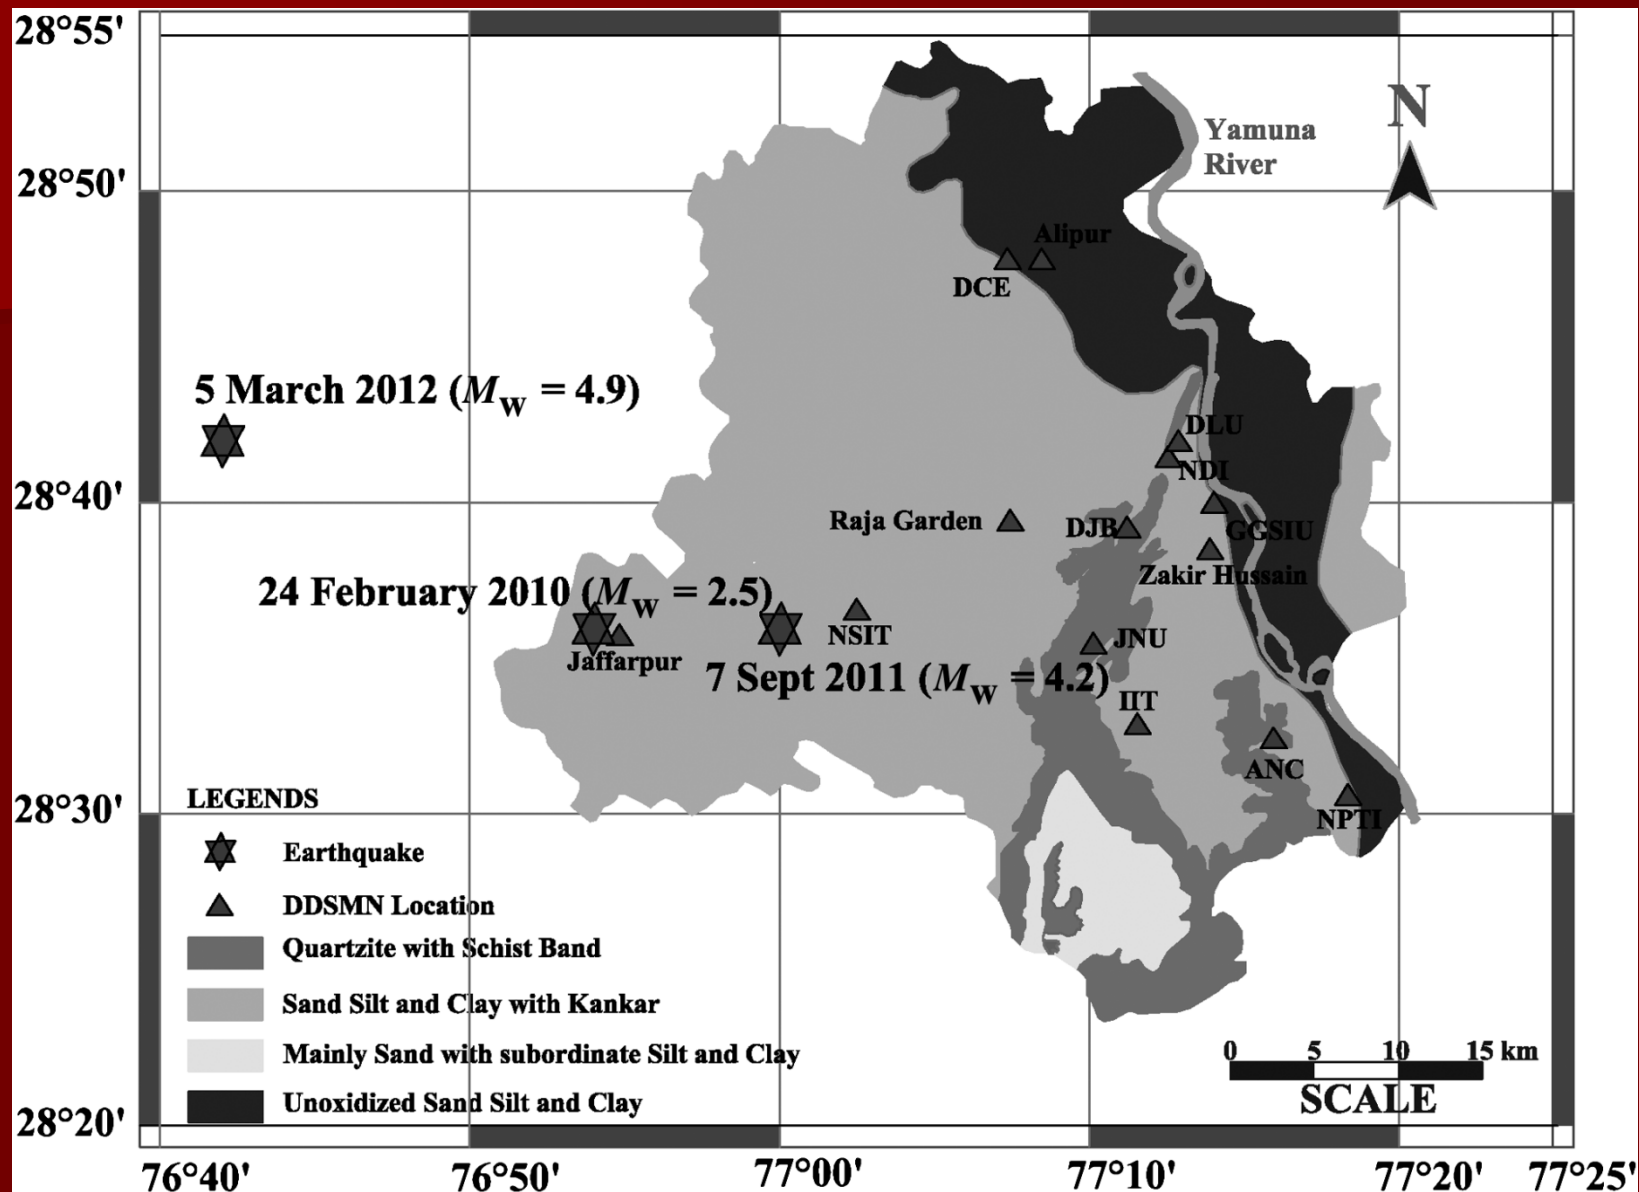 28°55'
N
Yamuna
River
28°50'
Alipur
DCE
5 March 2012 (Mw = 4.9)
DLU
NDI
28°40'
Raja Garden
DJB
GGSIU
Zakir Hussain
24 February 2010 (Mw = 2.5)
NSIT
JNU
Jaffarpur
7 Sept 2011 (Mw = 4.2)
IIT
ANC
28°30'
LEGENDS
NPTI
Earthquake
DDSMN Location
Quartzite with Schist Band
Sand Silt and Clay with Kankar
Mainly Sand with subordinate Silt and Clay
0 5 10 15 km
Unoxidized Sand Silt and Clay
SCALE
28°20'
76°40' 76°50' 77°00' 77°10' 77°20' 77°25'